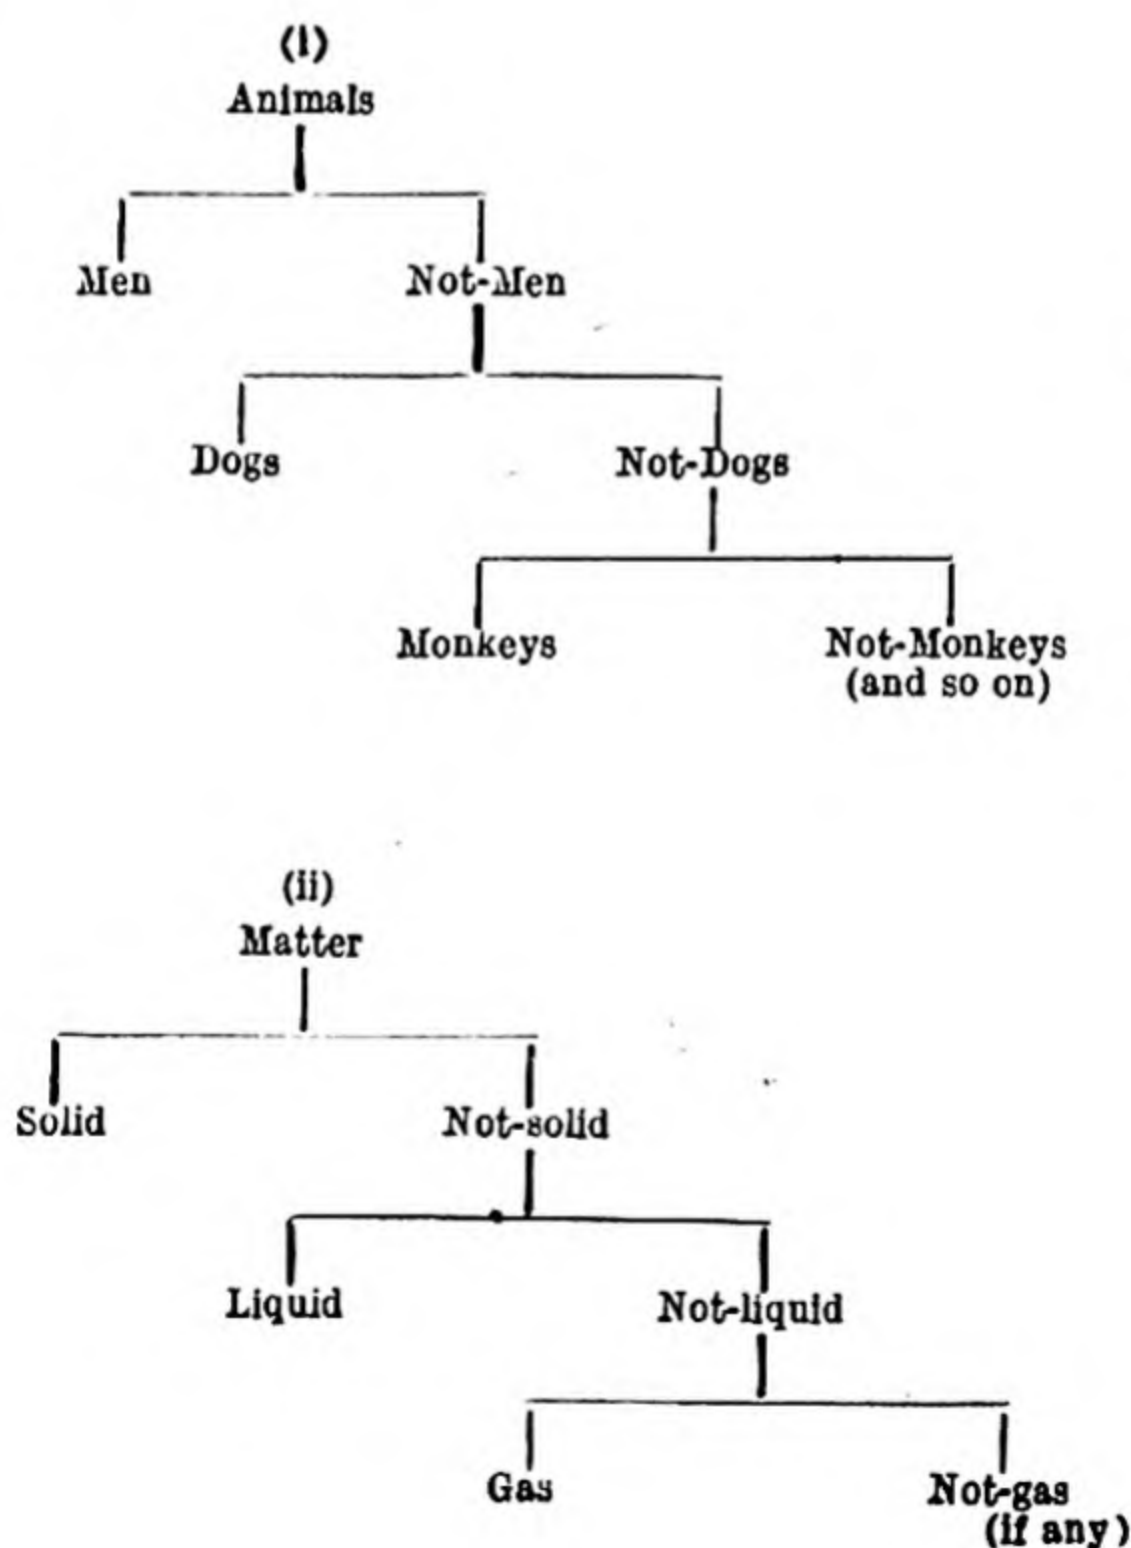 (i)
Animals
Men Not-Men
Dogs Not-Dogs
Monkeys Not-Monkeys
(and so on)
(ii)
Matter
Solid Not-solid
Liquid Not-liquid
Gas Not-gas
(if any)